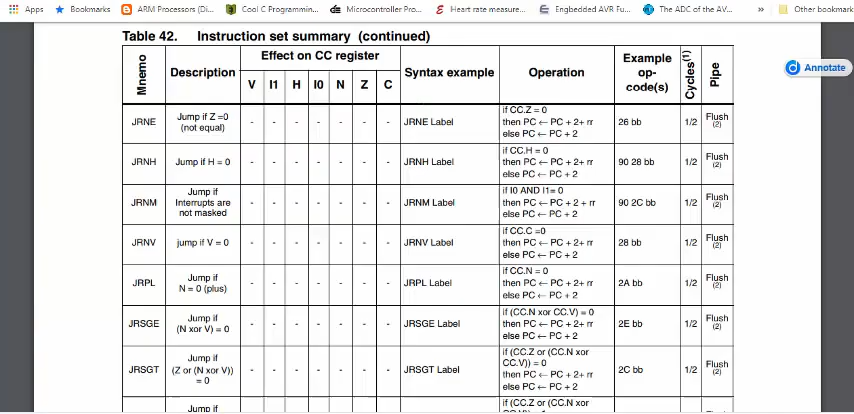 Apps Bookmarks ARM Processors (Di... Cool C Programmin... Microcontroller Pro... Heart rate measure... Engbedded AVR Fu... The ADC of the AV... » Other bookmark
Table 42. Instruction set summary (continued)
Mnemo Description Effect on CC register Syntax example Operation Example op-code(s) Cycles(1) Pipe
V I1 H I0 N Z C
JRNE Jump if Z =0 (not equal) - - - - - - - JRNE Label if CC.Z = 0 then PC ← PC + 2+ rr else PC ← PC + 2 26 bb 1/2 Flush (2)
JRNH Jump if H = 0 - - - - - - - JRNH Label if CC.H = 0 then PC ← PC + 2+ rr else PC ← PC + 2 90 28 bb 1/2 Flush (2)
JRNM Jump if Interrupts are not masked - - - - - - - JRNM Label if I0 AND I1= 0 then PC ← PC + 2 + rr else PC ← PC + 2 90 2C bb 1/2 Flush (2)
JRNV jump if V = 0 - - - - - - - JRNV Label if CC.C =0 then PC ← PC + 2+ rr else PC ← PC + 2 28 bb 1/2 Flush (2)
JRPL Jump if N = 0 (plus) - - - - - - - JRPL Label if CC.N = 0 then PC ← PC + 2+ rr else PC ← PC + 2 2A bb 1/2 Flush (2)
JRSGE Jump if (N xor V) = 0 - - - - - - - JRSGE Label if (CC.N xor CC.V) = 0 then PC ← PC + 2+ rr else PC ← PC + 2 2E bb 1/2 Flush (2)
JRSGT Jump if (Z or (N xor V)) = 0 - - - - - - - JRSGT Label if (CC.Z or (CC.N xor CC.V)) = 0 then PC ← PC + 2+ rr else PC ← PC + 2 2C bb 1/2 Flush (2)
Jump if if (CC.Z or (CC.N xor
Annotate